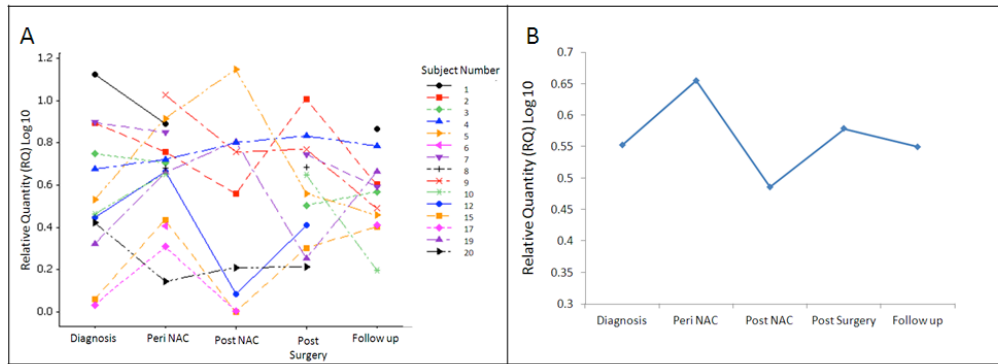 A
Relative Quantity (RQ) Log10
1.2
1.0
0.8
0.6
0.4
0.2
0.0
Diagnosis
Peri NAC
Post NAC
Post
Surgery
Follow up
Subject Number
1
2
3
4
5
6
7
8
9
10
12
15
17
19
20
B
Relative Quantity (RQ) Log10
0.7
0.65
0.6
0.55
0.5
0.45
0.4
0.35
0.3
Diagnosis
Peri NAC
Post NAC
Post Surgery
Follow up